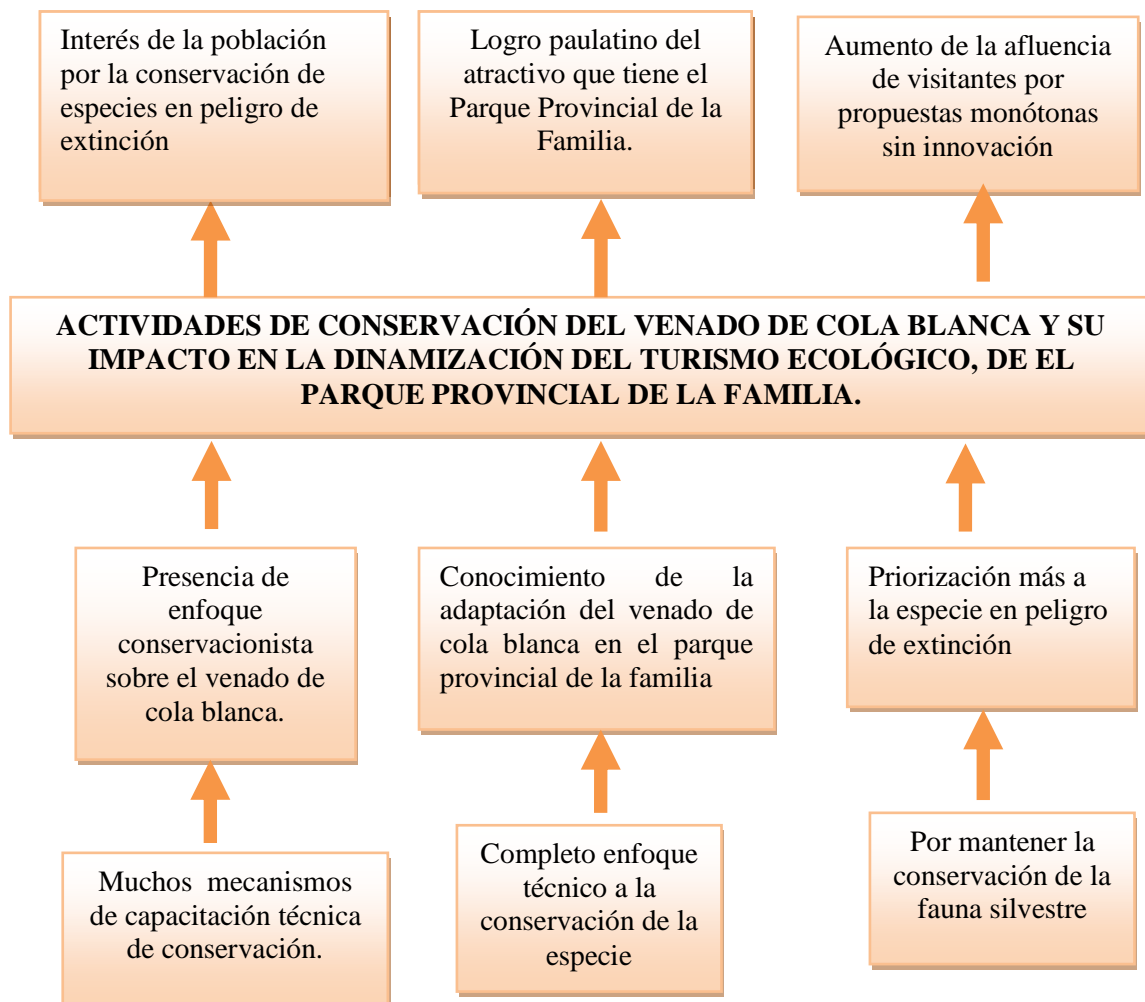 Interés de la población
por la conservación de
especies en peligro de
extinción
Logro paulatino del
atractivo que tiene el
Parque Provincial de la
Familia.
Aumento de la afluencia
de visitantes por
propuestas monótonas
sin innovación
ACTIVIDADES DE CONSERVACIÓN DEL VENADO DE COLA BLANCA Y SU
IMPACTO EN LA DINAMIZACIÓN DEL TURISMO ECOLÓGICO, DE EL
PARQUE PROVINCIAL DE LA FAMILIA.
Presencia de
enfoque
conservacionista
sobre el venado de
cola blanca.
Conocimiento de la
adaptación del venado de
cola blanca en el parque
provincial de la familia
Priorización más a
la especie en peligro
de extinción
Muchos mecanismos
de capacitación técnica
de conservación.
Completo enfoque
técnico a la
conservación de la
especie
Por mantener la
conservación de la
fauna silvestre